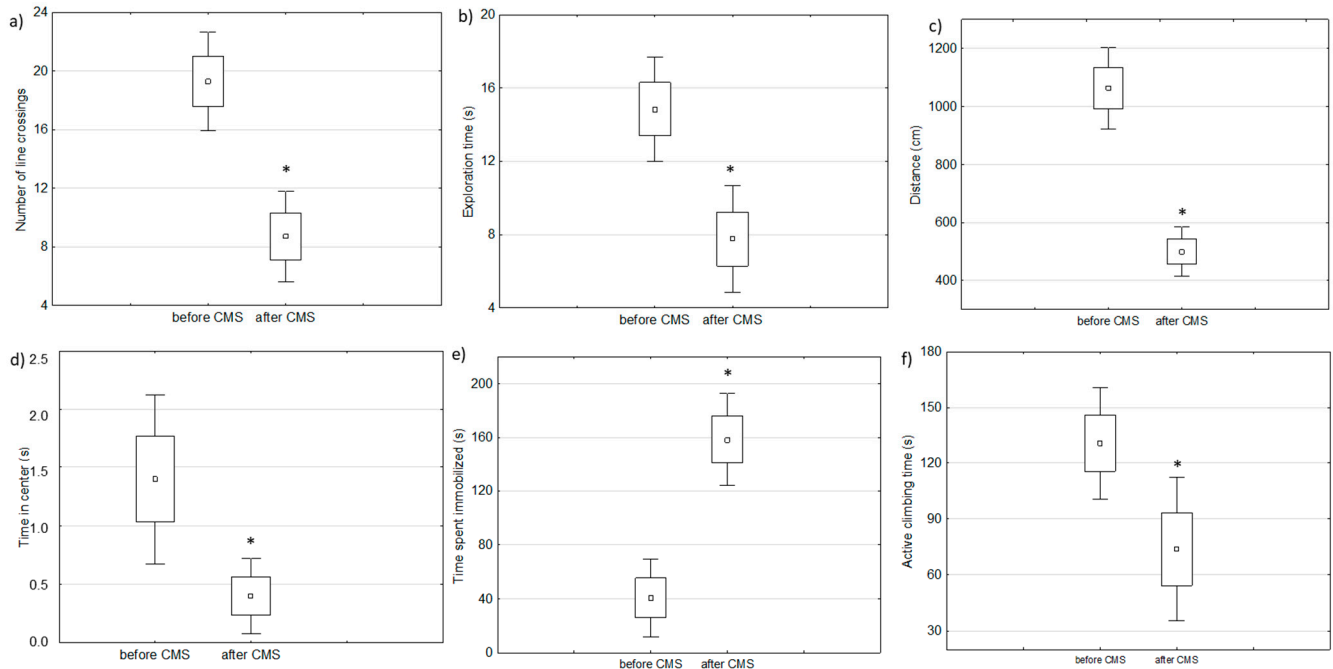 a)
Number of line crossings
24
20
16
12
8
4
*
before CMS after CMS
b)
Exploration time (s)
20
16
12
8
4
*
before CMS after CMS
c)
Distance (cm)
1200
1000
800
600
400
*
before CMS after CMS
d)
Time in center (s)
2.5
2.0
1.5
1.0
0.5
0.0
*
before CMS after CMS
e)
Time spent immobilized (s)
200
160
120
80
40
0
*
before CMS after CMS
f)
Active climbing time (s)
180
150
120
90
60
30
*
before CMS after CMS